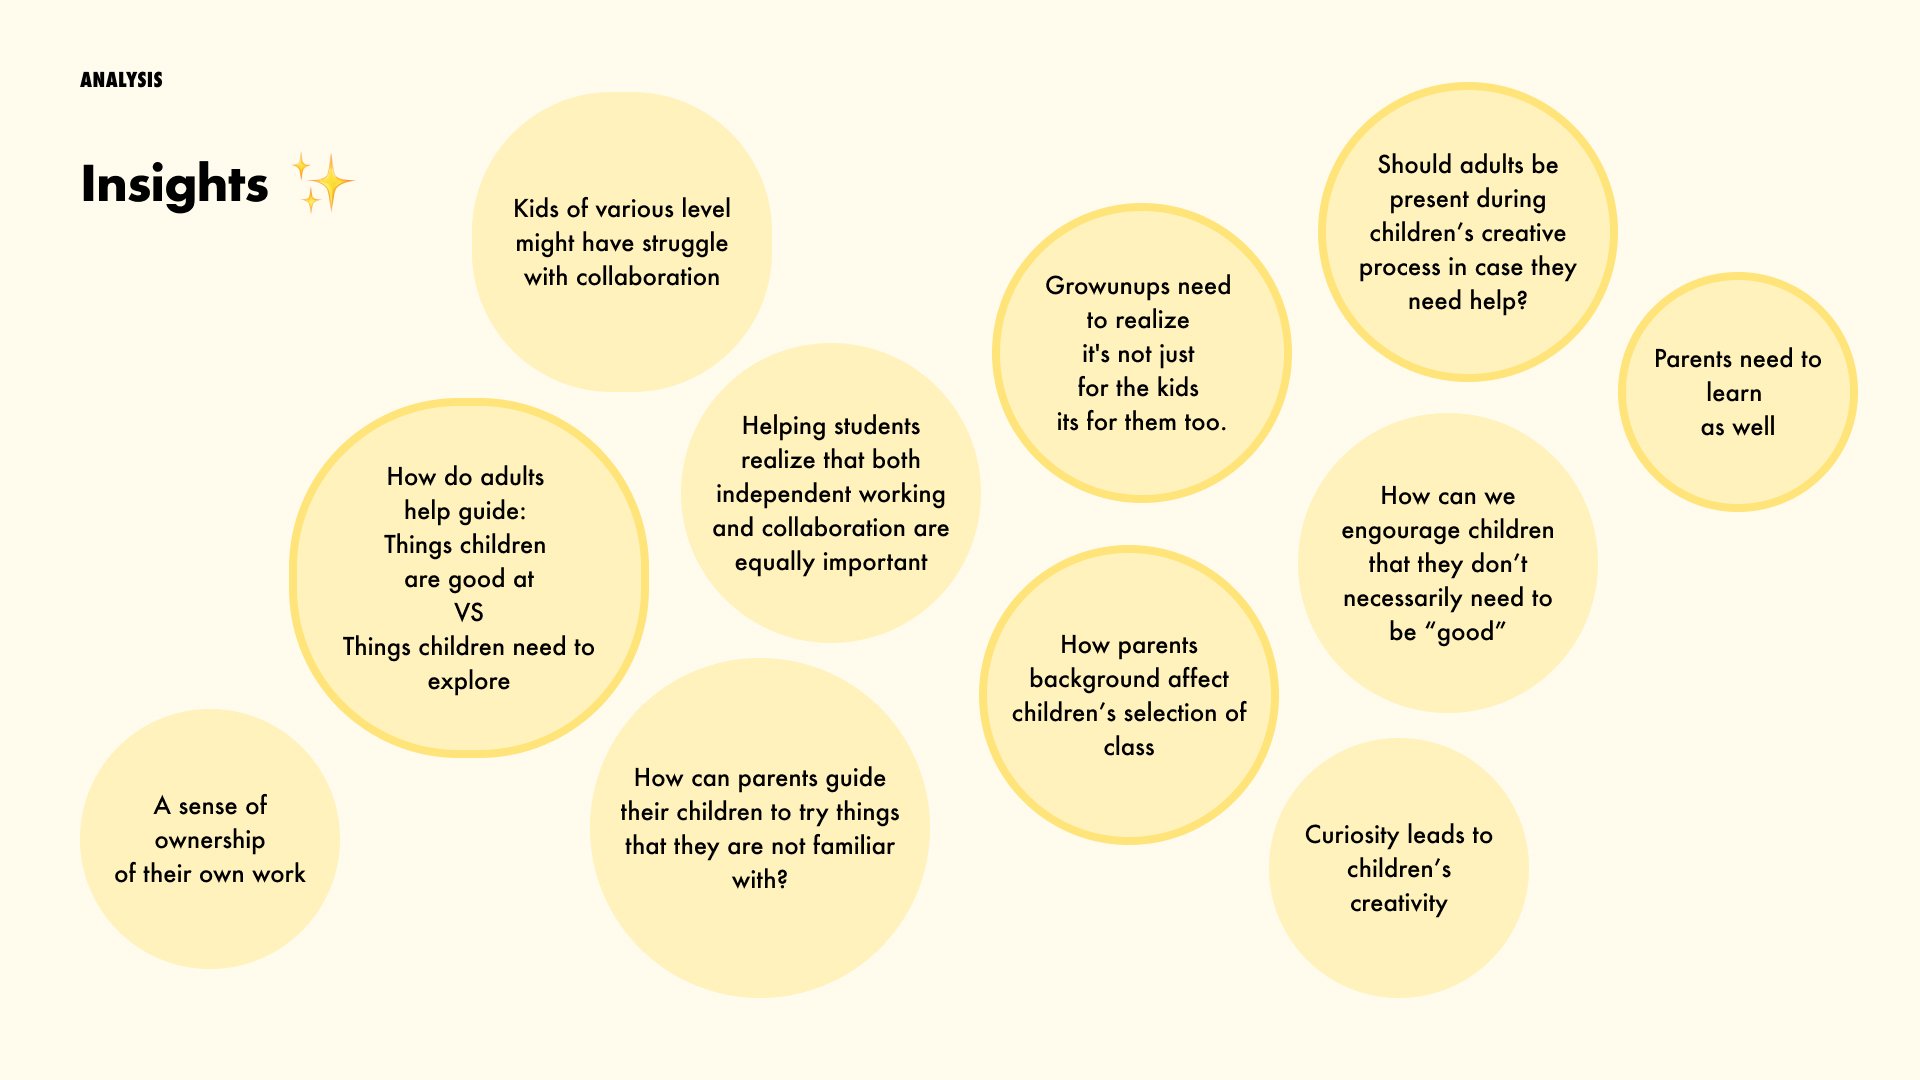 ANALYSIS
Insights ✨
Kids of various level
might have struggle
with collaboration
Should adults be
present during
children’s creative
process in case they
need help?
Growunups need
to realize
it's not just
for the kids
its for them too.
Parents need to
learn
as well
Helping students
realize that both
independent working
and collaboration are
equally important
How do adults
help guide:
Things children
are good at
VS
Things children need to
explore
How can we
engourage children
that they don’t
necessarily need to
be “good”
How parents
background affect
children’s selection of
class
A sense of
ownership
of their own work
How can parents guide
their children to try things
that they are not familiar
with?
Curiosity leads to
children’s
creativity